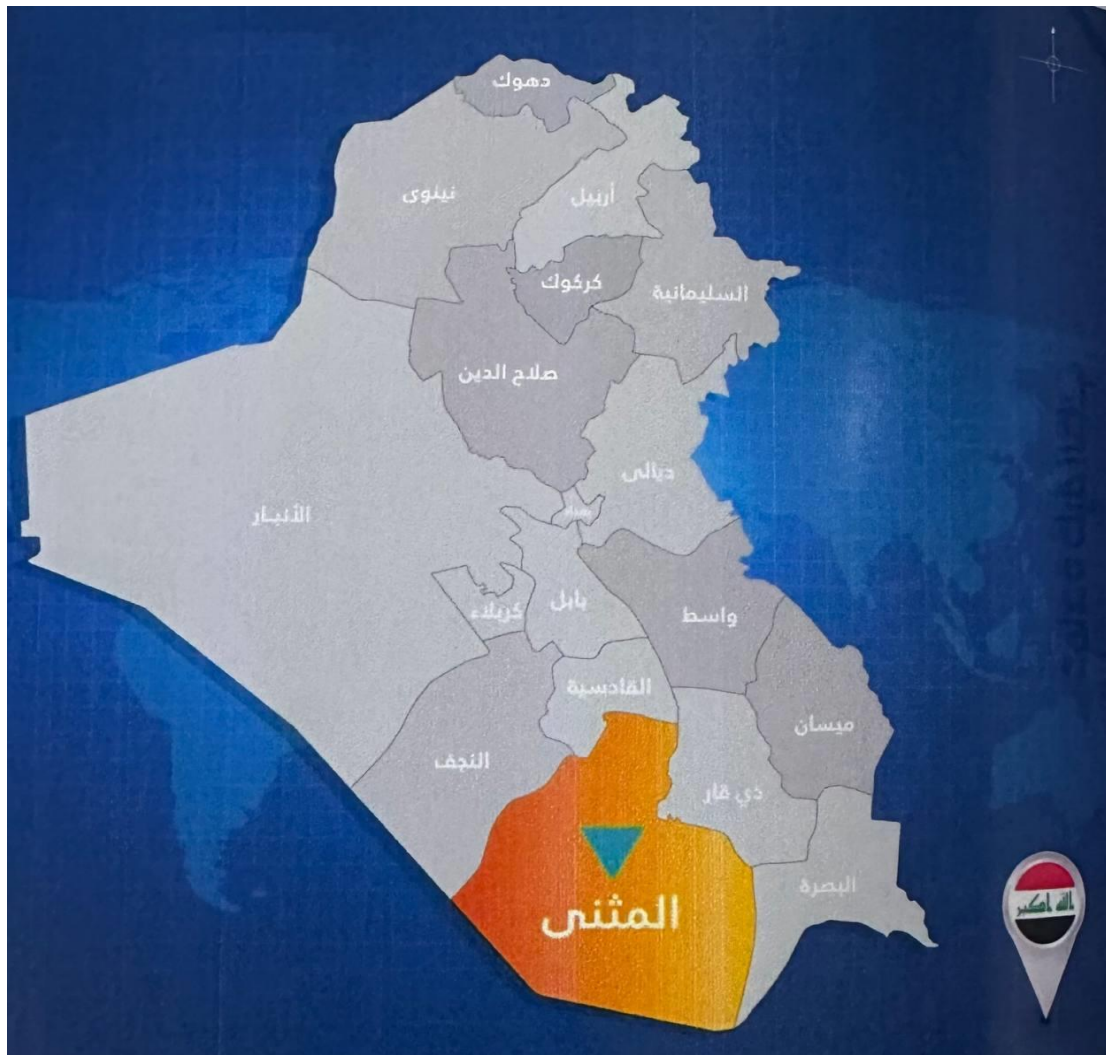 دهوك
نينوى
أربيل
كركوك
السليمانية
صلاح الدين
ديالى
الأنبار
بغداد
بابل
كربلاء
واسط
القادسية
ميسان
النجف
ذي قار
البصرة
المثنى
الله اكبر